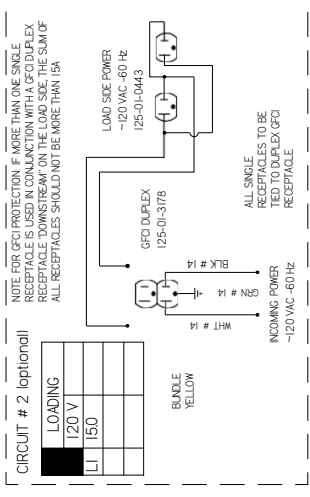 CIRCUIT # 2 (optional)
LOADING
120 V
L1 15.0
NOTE FOR GFCI PROTECTION: IF MORE THAN ONE SINGLE
RECEPTACLE IS USED IN CONJUNCTION WITH A GFCI DUPLEX
RECEPTACLE "DOWNSTREAM" ON THE LOAD SIDE, THE SUM OF
ALL RECEPTACLES SHOULD NOT BE MORE THAN 15A
BUNDLE
YELLOW
GFCI DUPLEX
125-01-3178
LOAD SIDE POWER
~120 VAC -60 Hz
125-01-0443
WHT # 14
GRN # 14
BLK # 14
INCOMING POWER
~120 VAC -60 Hz
ALL SINGLE
RECEPTACLES TO BE
TIED TO DUPLEX GFCI
RECEPTACLE